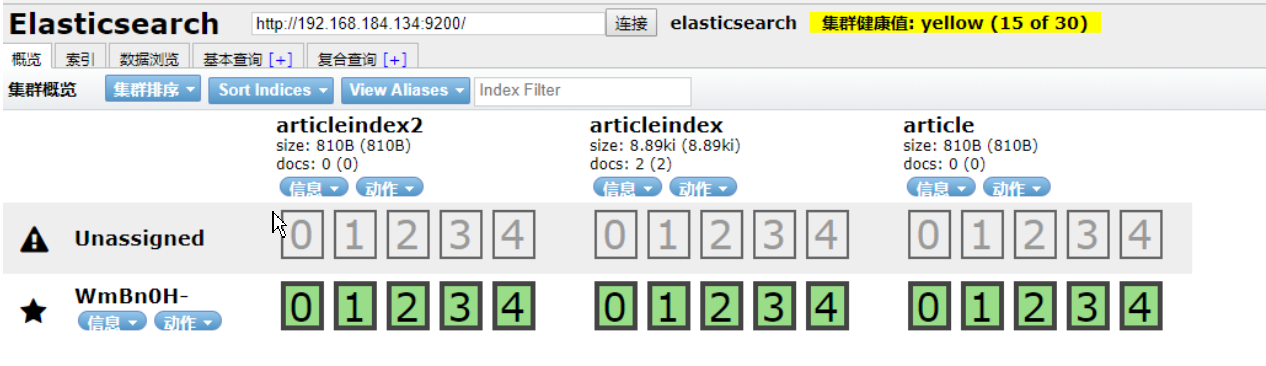 Elasticsearch http://192.168.184.134:9200/ 连接 elasticsearch 集群健康值: yellow (15 of 30)
概览 索引 数据浏览 基本查询 [+] 复合查询 [+]
集群概览 集群排序 Sort Indices View Aliases Index Filter
articleindex2 articleindex article
size: 810B (810B) size: 8.89ki (8.89ki) size: 810B (810B)
docs: 0 (0) docs: 2 (2) docs: 0 (0)
信息 动作 信息 动作 信息 动作
Unassigned 0 1 2 3 4 0 1 2 3 4 0 1 2 3 4
WmBn0H- 0 1 2 3 4 0 1 2 3 4 0 1 2 3 4
信息 动作